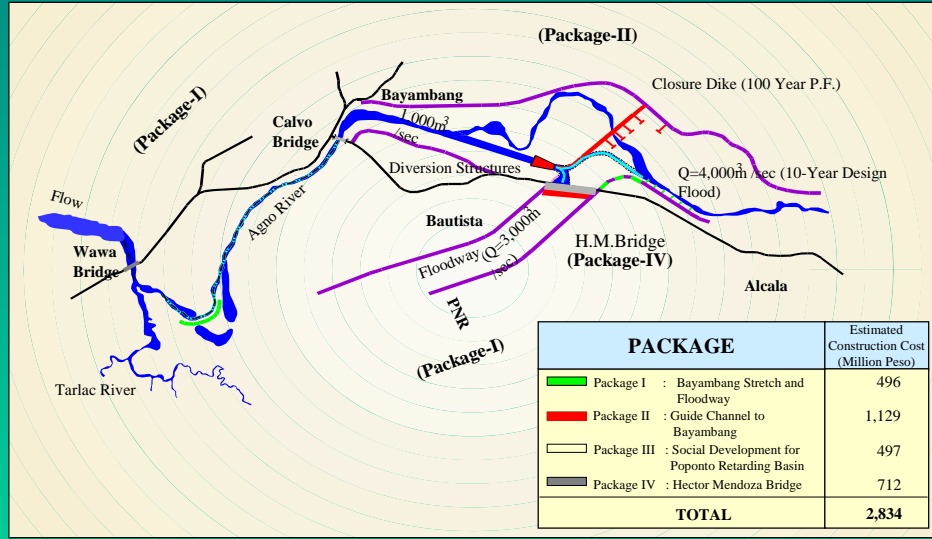 (Package-II)
Closure Dike (100 Year P.F.)
Bayambang
(Package-I)
1,000m³
/sec
Calvo
Bridge
Diversion Structures
Q=4,000m³/sec (10-Year Design
Flood)
Flow
Agno River
Bautista
Floodway (Q=3,000m³
/sec)
H.M.Bridge
(Package-IV)
Wawa
Bridge
Alcala
PNR
(Package-I)
Tarlac River
PACKAGE
Estimated
Construction Cost
(Million Peso)
Package I : Bayambang Stretch and
Floodway
496
Package II : Guide Channel to
Bayambang
1,129
Package III : Social Development for
Poponto Retarding Basin
497
Package IV : Hector Mendoza Bridge
712
TOTAL
2,834